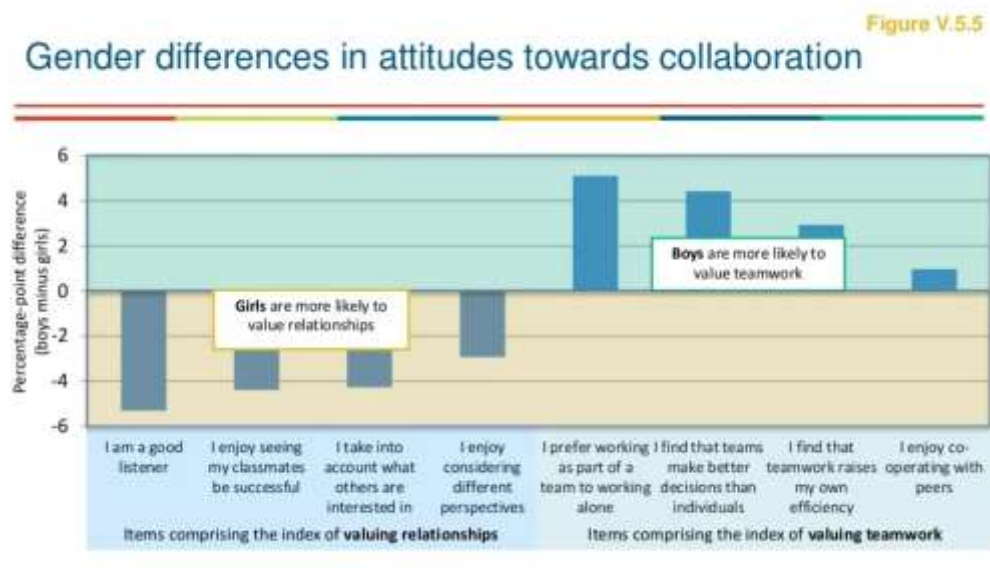 Figure V.5.5
Gender differences in attitudes towards collaboration
Percentage-point difference
(boys minus girls)
6
4
2
0
-2
-4
-6
Girls are more likely to
value relationships
Boys are more likely to
value teamwork
I am a good
listener
I enjoy seeing
my classmates
be successful
I take into
account what
others are
interested in
I enjoy
considering
different
perspectives
I prefer working
as part of a
team to working
alone
I find that teams
make better
decisions than
individuals
I find that
teamwork raises
my own
efficiency
I enjoy co-
operating with
peers
Items comprising the index of valuing relationships
Items comprising the index of valuing teamwork